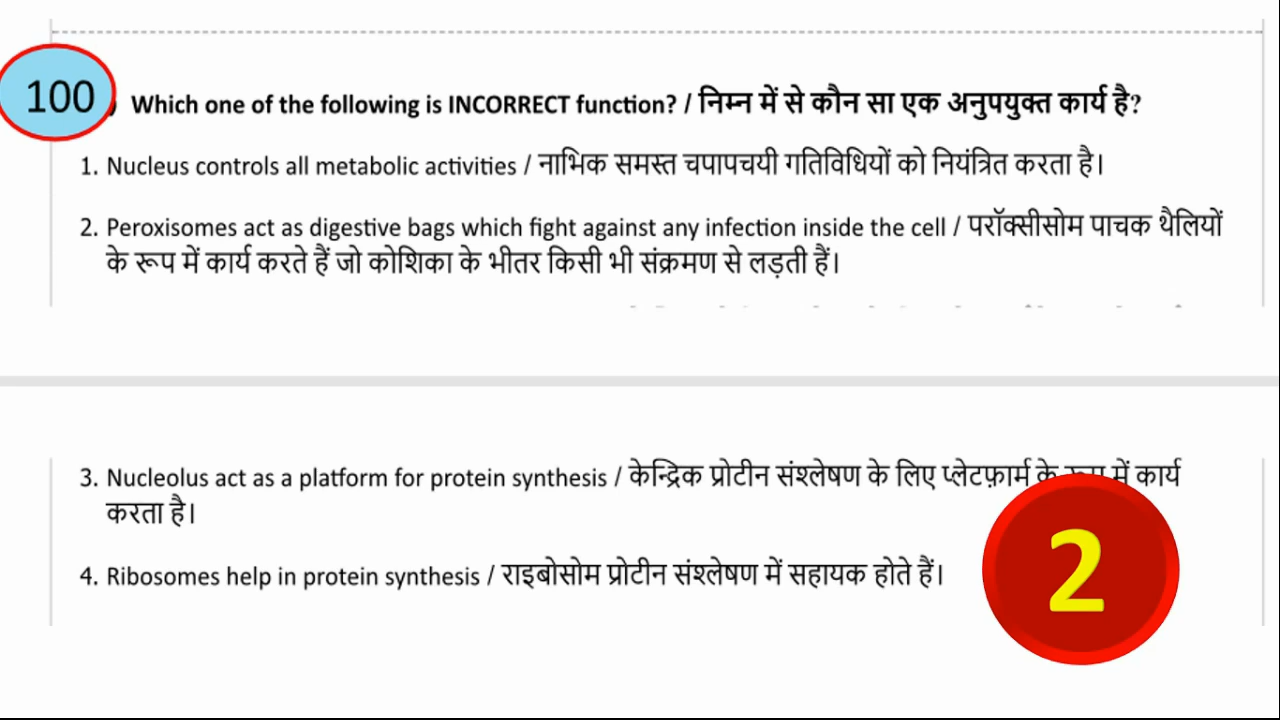 100
) Which one of the following is INCORRECT function? / निम्न में से कौन सा एक अनुपयुक्त कार्य है?
1. Nucleus controls all metabolic activities / नाभिक समस्त चपापचयी गतिविधियों को नियंत्रित करता है।
2. Peroxisomes act as digestive bags which fight against any infection inside the cell / परॉक्सीसोम पाचक थैलियों
के रूप में कार्य करते हैं जो कोशिका के भीतर किसी भी संक्रमण से लड़ती हैं।
3. Nucleolus act as a platform for protein synthesis / केन्द्रिक प्रोटीन संश्लेषण के लिए प्लेटफ़ार्म के रूप में कार्य
करता है।
4. Ribosomes help in protein synthesis / राइबोसोम प्रोटीन संश्लेषण में सहायक होते हैं।
2